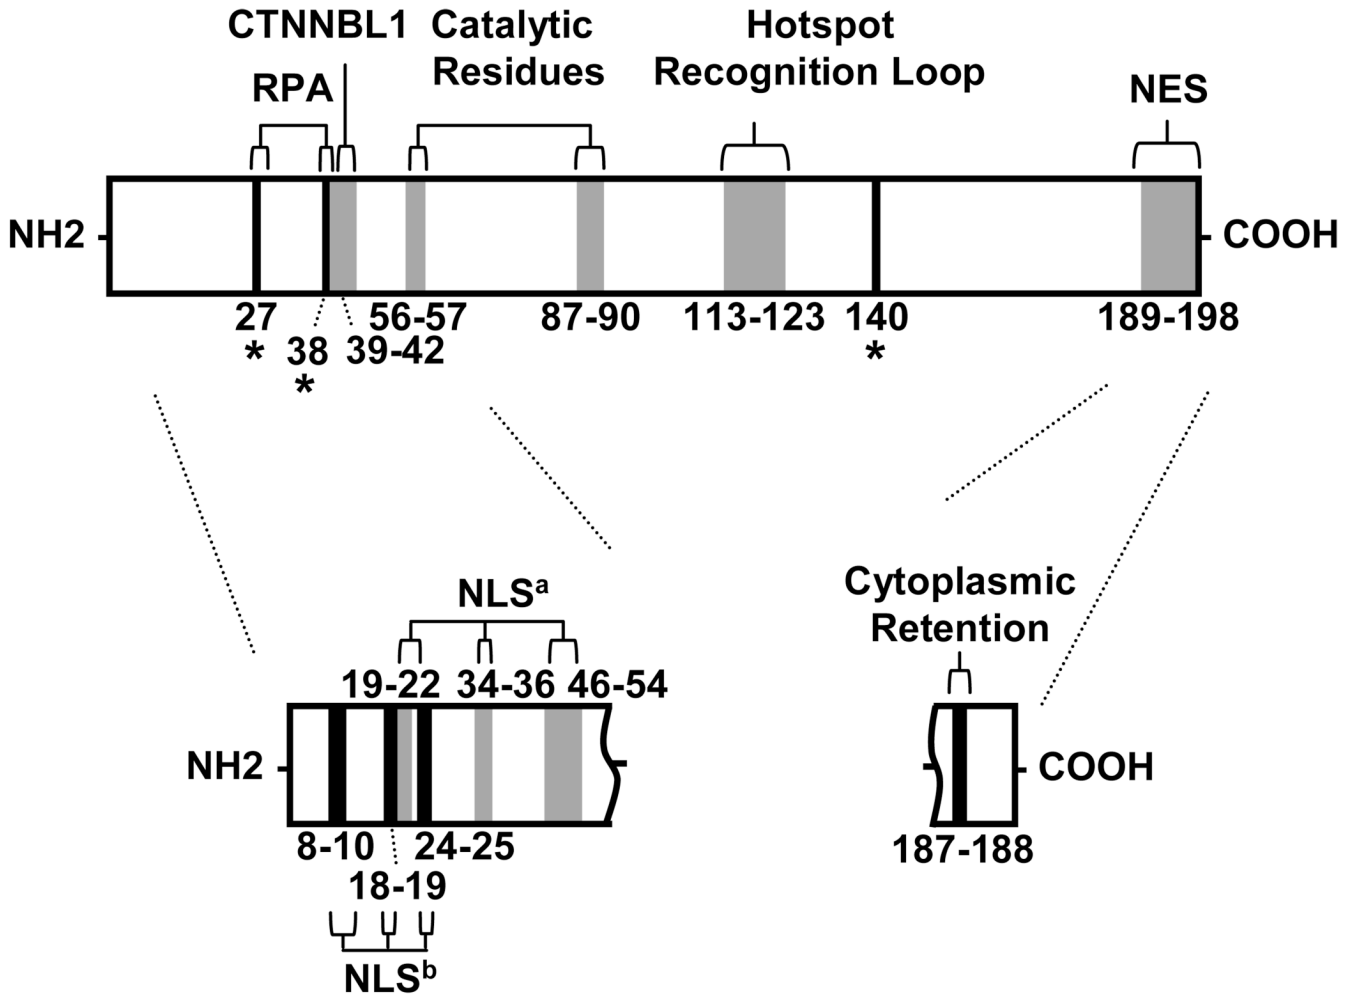 CTNNBL1 Catalytic Hotspot
RPA Residues Recognition Loop NES
NH2 COOH
27 56-57 87-90 113-123 140 189-198
* 38 39-42 *
*
NLSᵃ Cytoplasmic
Retention
19-22 34-36 46-54
NH2 COOH
8-10 24-25 187-188
18-19
NLSᵇ